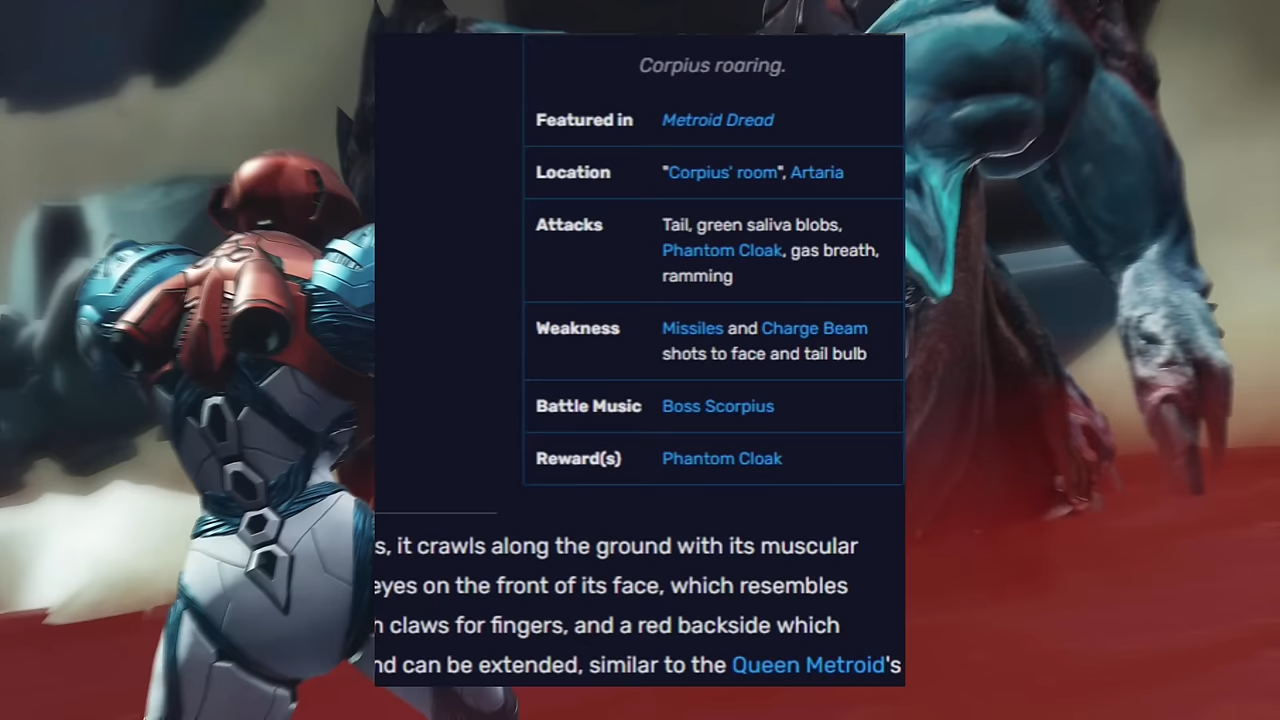 Corpius roaring.
Featured in Metroid Dread
Location "Corpius' room", Artaria
Attacks Tail, green saliva blobs,
Phantom Cloak, gas breath,
ramming
Weakness Missiles and Charge Beam
shots to face and tail bulb
Battle Music Boss Scorpius
Reward(s) Phantom Cloak
s, it crawls along the ground with its muscular
eyes on the front of its face, which resembles
claws for fingers, and a red backside which
nd can be extended, similar to the Queen Metroid's